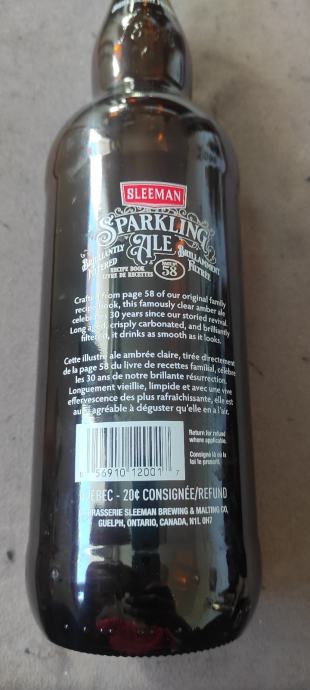 SLEEMAN
SPARKLING
ALE
BRILLIANTLY FILTERED
BRILLAMMENT FILTRÉE
RECIPE BOOK
LIVRE DE RECETTES
PAGE 58
from page 58 of our original family
book, this famously clear amber ale
30 years since our storied revival.
Long aged, crisply carbonated, and brilliantly
filtered, it drinks as smooth as it looks.
Cette illustre ale ambrée claire, tirée directement
de la page 58 du livre de recettes familial, célèbre
les 30 ans de notre brillante résurrection.
Longuement vieillie, limpide et avec une vive
effervescence des plus rafraichissante, elle est
aussi agréable à déguster qu'elle en a l'air.
Return for refund
where applicable.
Consigné là où la
loi le prescrit.
56910 12001 7
QUÉBEC - 20¢ CONSIGNÉE/REFUND
BRASSERIE SLEEMAN BREWING & MALTING CO,
GUELPH, ONTARIO, CANADA, N1L 0H7